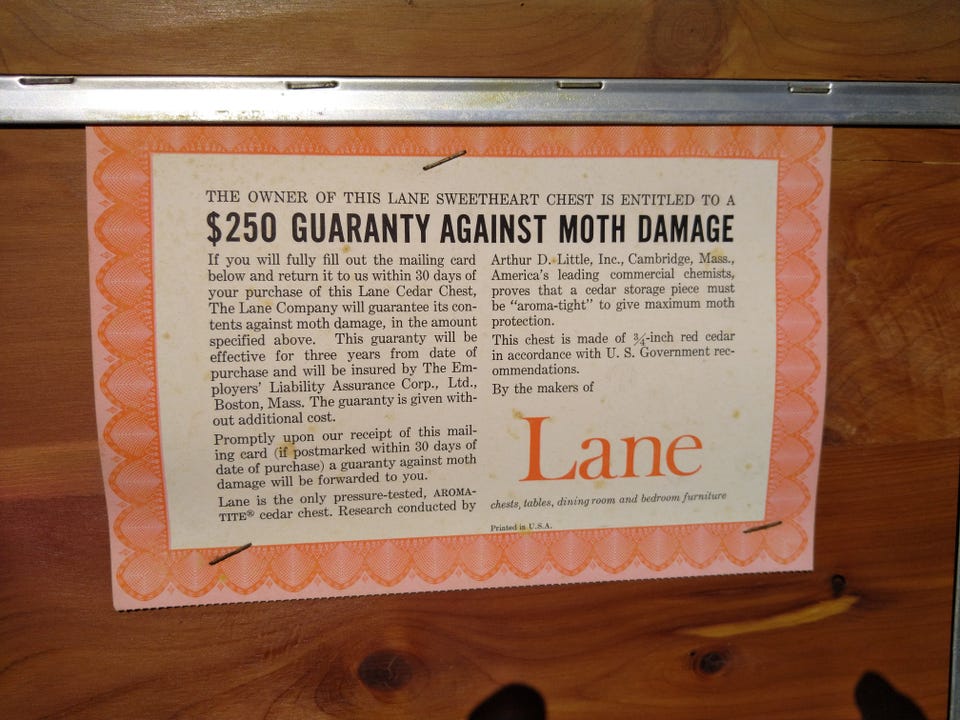 THE OWNER OF THIS LANE SWEETHEART CHEST IS ENTITLED TO A
$250 GUARANTY AGAINST MOTH DAMAGE
If you will fully fill out the mailing card
below and return it to us within 30 days of
your purchase of this Lane Cedar Chest,
The Lane Company will guarantee its con-
tents against moth damage, in the amount
specified above. This guaranty will be
effective for three years from date of
purchase and will be insured by The Em-
ployers' Liability Assurance Corp., Ltd.,
Boston, Mass. The guaranty is given with-
out additional cost.
Promptly upon our receipt of this mail-
ing card (if postmarked within 30 days of
date of purchase) a guaranty against moth
damage will be forwarded to you.
Lane is the only pressure-tested, AROMA-
TITE® cedar chest. Research conducted by
Arthur D. Little, Inc., Cambridge, Mass.,
America's leading commercial chemists,
proves that a cedar storage piece must
be "aroma-tight" to give maximum moth
protection.
This chest is made of ¾-inch red cedar
in accordance with U. S. Government rec-
ommendations.
By the makers of
Lane
chests, tables, dining room and bedroom furniture
Printed in U.S.A.